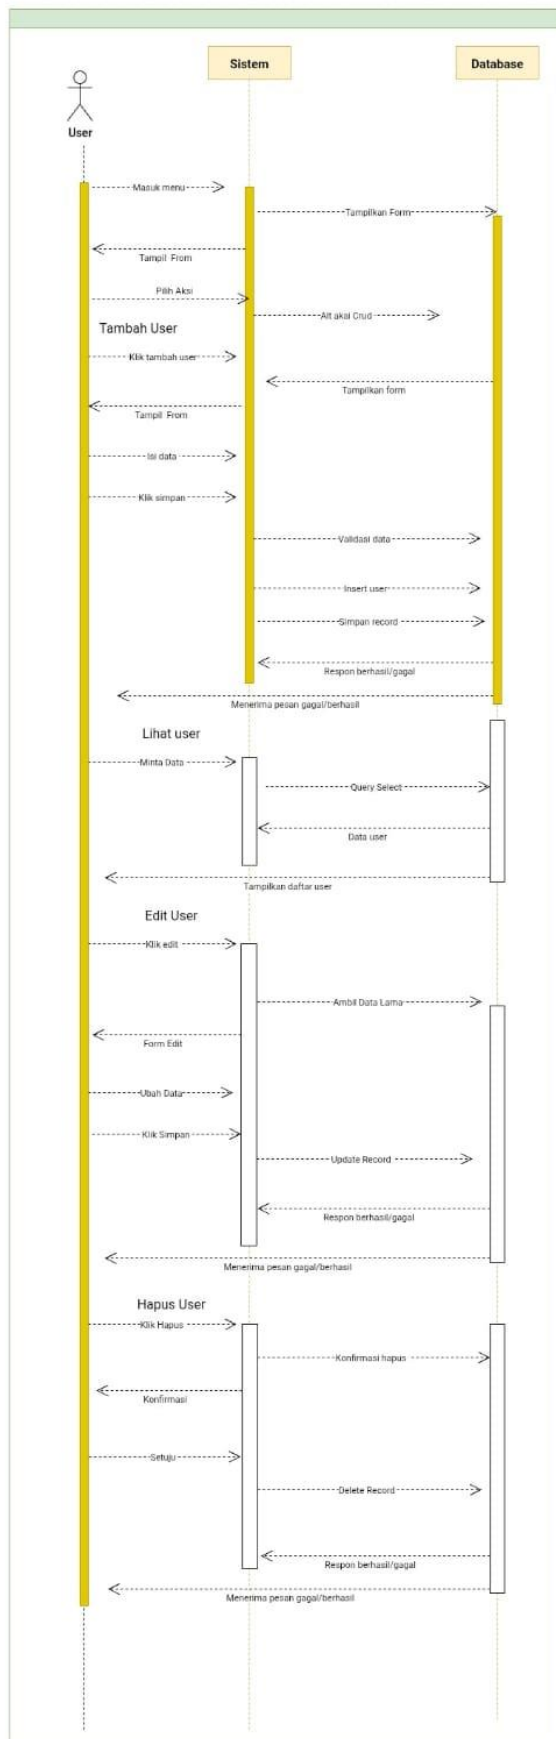 Sistem
Database
User
Masuk menu
Tampilkan Form
Tampil From
Pilih Aksi
Alt akai Crud
Tambah User
Klik tambah user
Tampilkan form
Tampil From
Isi data
Klik simpan
Validasi data
Insert user
Simpan record
Respon berhasil/gagal
Menerima pesan gagal/berhasil
Lihat user
Minta Data
Query Select
Data user
Tampilkan daftar user
Edit User
Klik edit
Ambil Data Lama
Form Edit
Ubah Data
Klik Simpan
Update Record
Respon berhasil/gagal
Menerima pesan gagal/berhasil
Hapus User
Klik Hapus
Konfirmasi hapus
Konfirmasi
Setuju
Delete Record
Respon berhasil/gagal
Menerima pesan gagal/berhasil